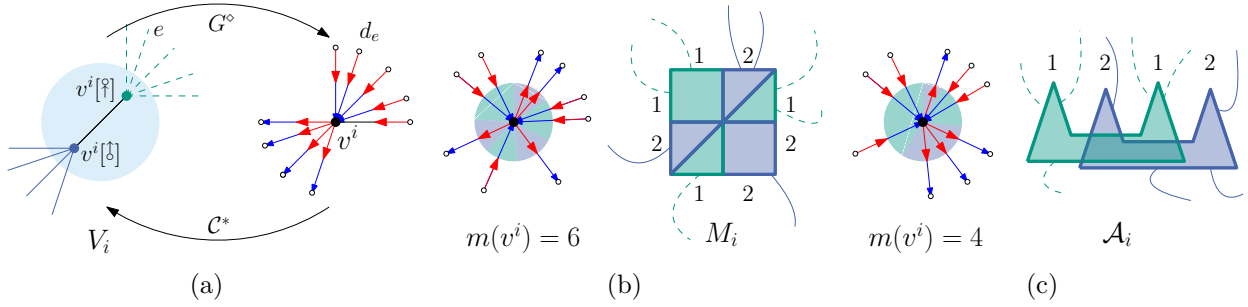 G^⋄
e
d_e
v^i[⫯]
v^i
v^i[⫯]
C*
V_i
(a)
1 2
1 1
2 2
1 2
m(v^i) = 6
M_i
(b)
1 2 1 2
m(v^i) = 4
A_i
(c)